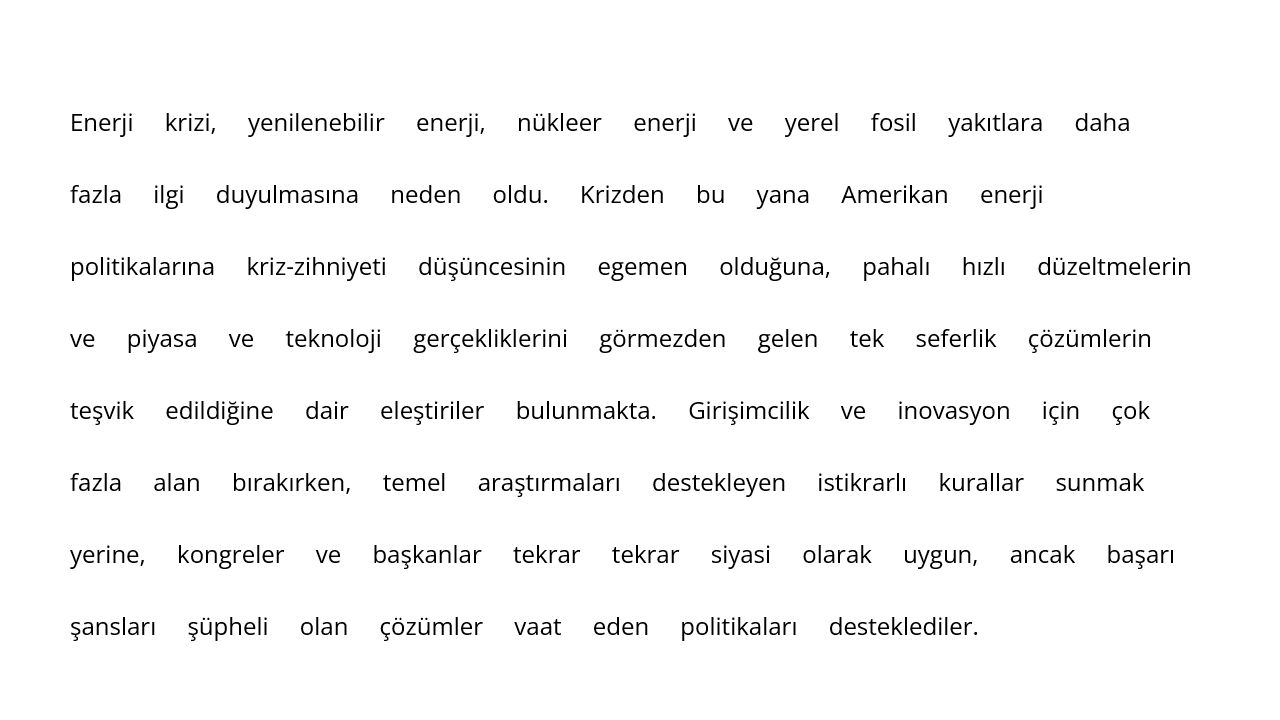 Enerji krizi, yenilenebilir enerji, nükleer enerji ve yerel fosil yakıtlara daha
fazla ilgi duyulmasına neden oldu. Krizden bu yana Amerikan enerji
politikalarına kriz-zihniyeti düşüncesinin egemen olduğuna, pahalı hızlı düzeltmelerin
ve piyasa ve teknoloji gerçekliklerini görmezden gelen tek seferlik çözümlerin
teşvik edildiğine dair eleştiriler bulunmakta. Girişimcilik ve inovasyon için çok
fazla alan bırakırken, temel araştırmaları destekleyen istikrarlı kurallar sunmak
yerine, kongreler ve başkanlar tekrar tekrar siyasi olarak uygun, ancak başarı
şansları şüpheli olan çözümler vaat eden politikaları desteklediler.